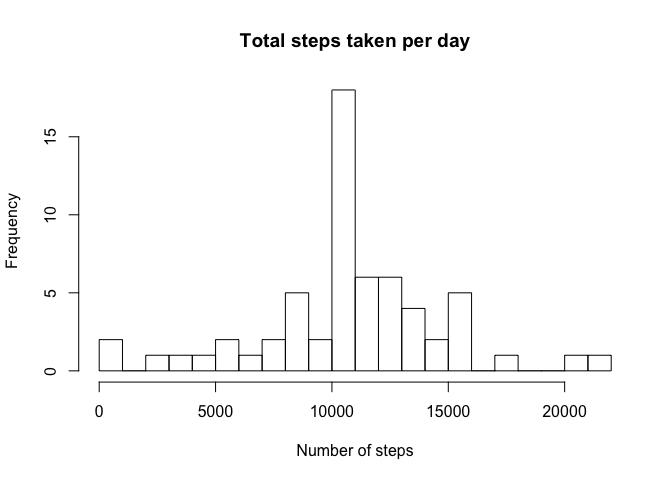 Total steps taken per day
Frequency
15
10
5
0
0 5000 10000 15000 20000
Number of steps